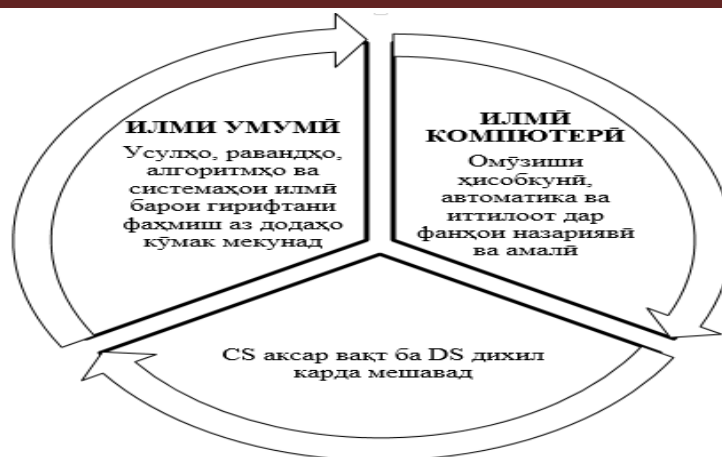 ИЛМИ УМУМӢ
Усулҳо, равандҳо,
алгоритмҳо ва
системаҳои илмӣ
барои гирифтани
фаҳмиш аз додаҳо
кӯмак мекунад
ИЛМӢ
КОМПЮТЕРӢ
Омӯзиши
ҳисобкунӣ,
автоматика ва
иттилоот дар
фанҳои назариявӣ
ва амалӣ
CS аксар вақт ба DS дихил
карда мешавад